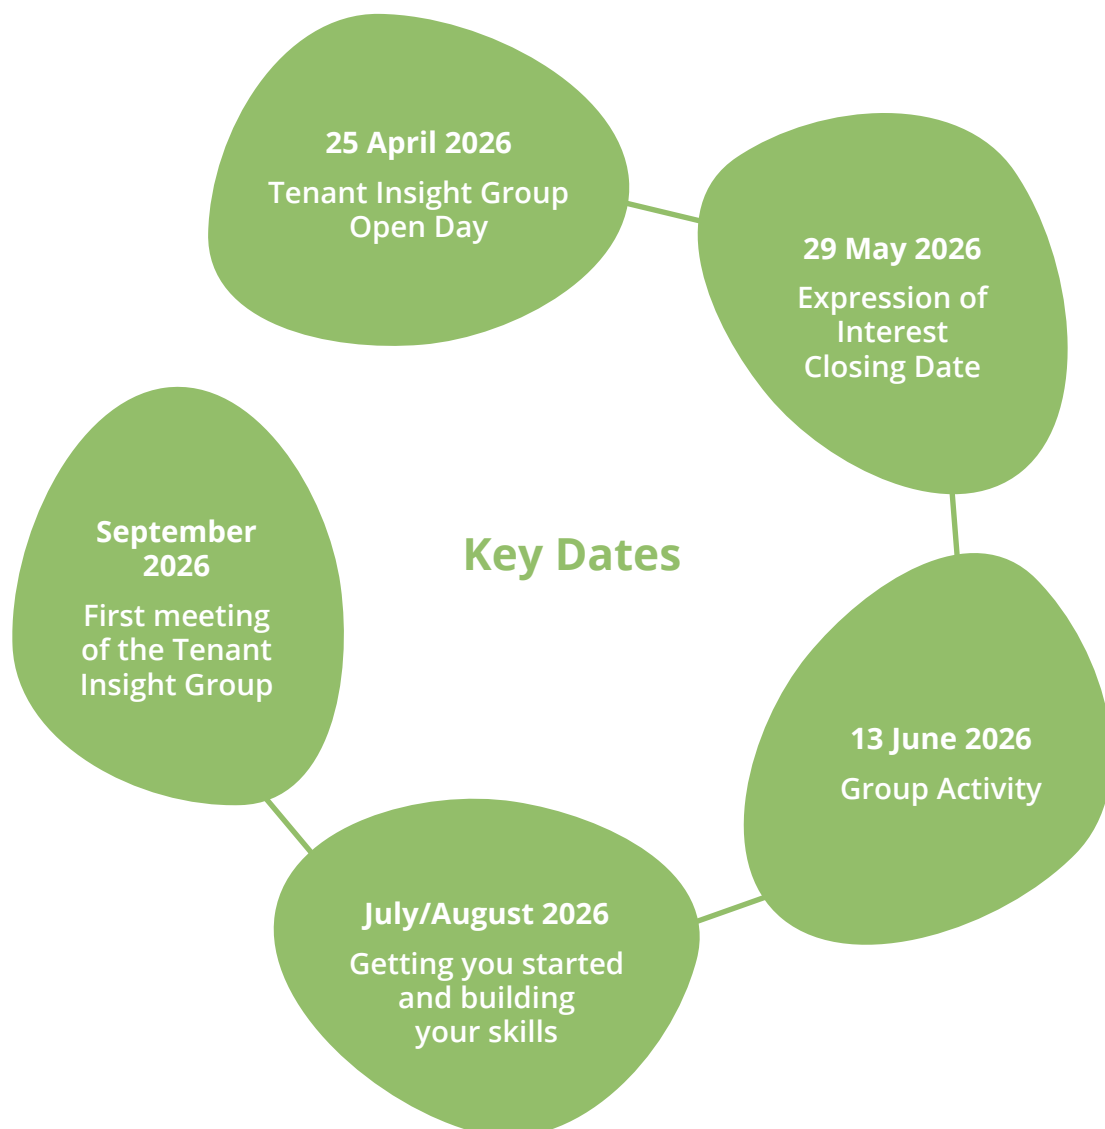 25 April 2026
Tenant Insight Group
Open Day
29 May 2026
Expression of
Interest
Closing Date
September
2026
First meeting
of the Tenant
Insight Group
Key Dates
13 June 2026
Group Activity
July/August 2026
Getting you started
and building
your skills